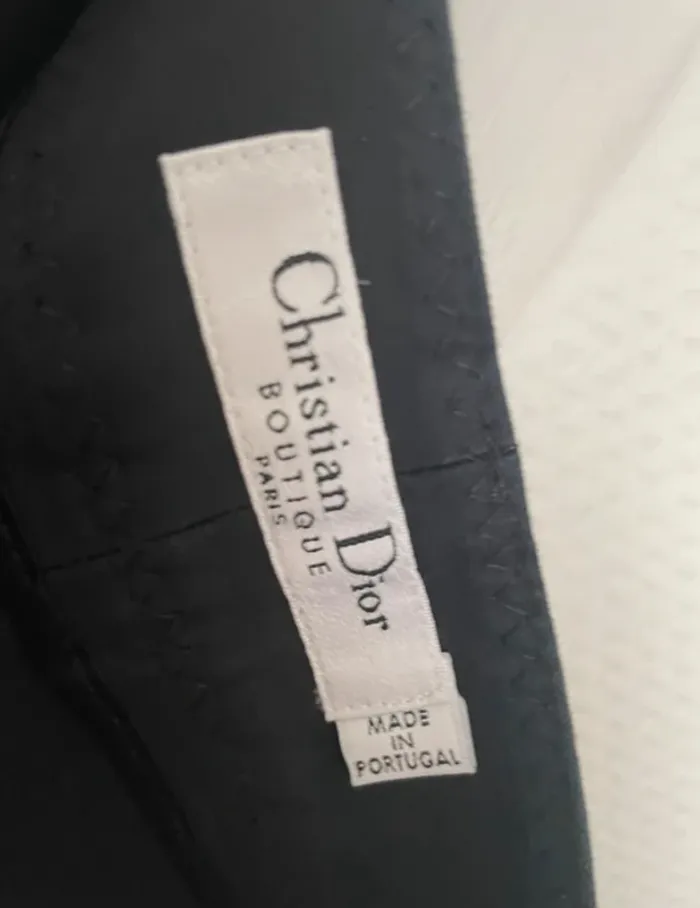 Christian Dior
BOUTIQUE
PARIS
MADE
IN
PORTUGAL